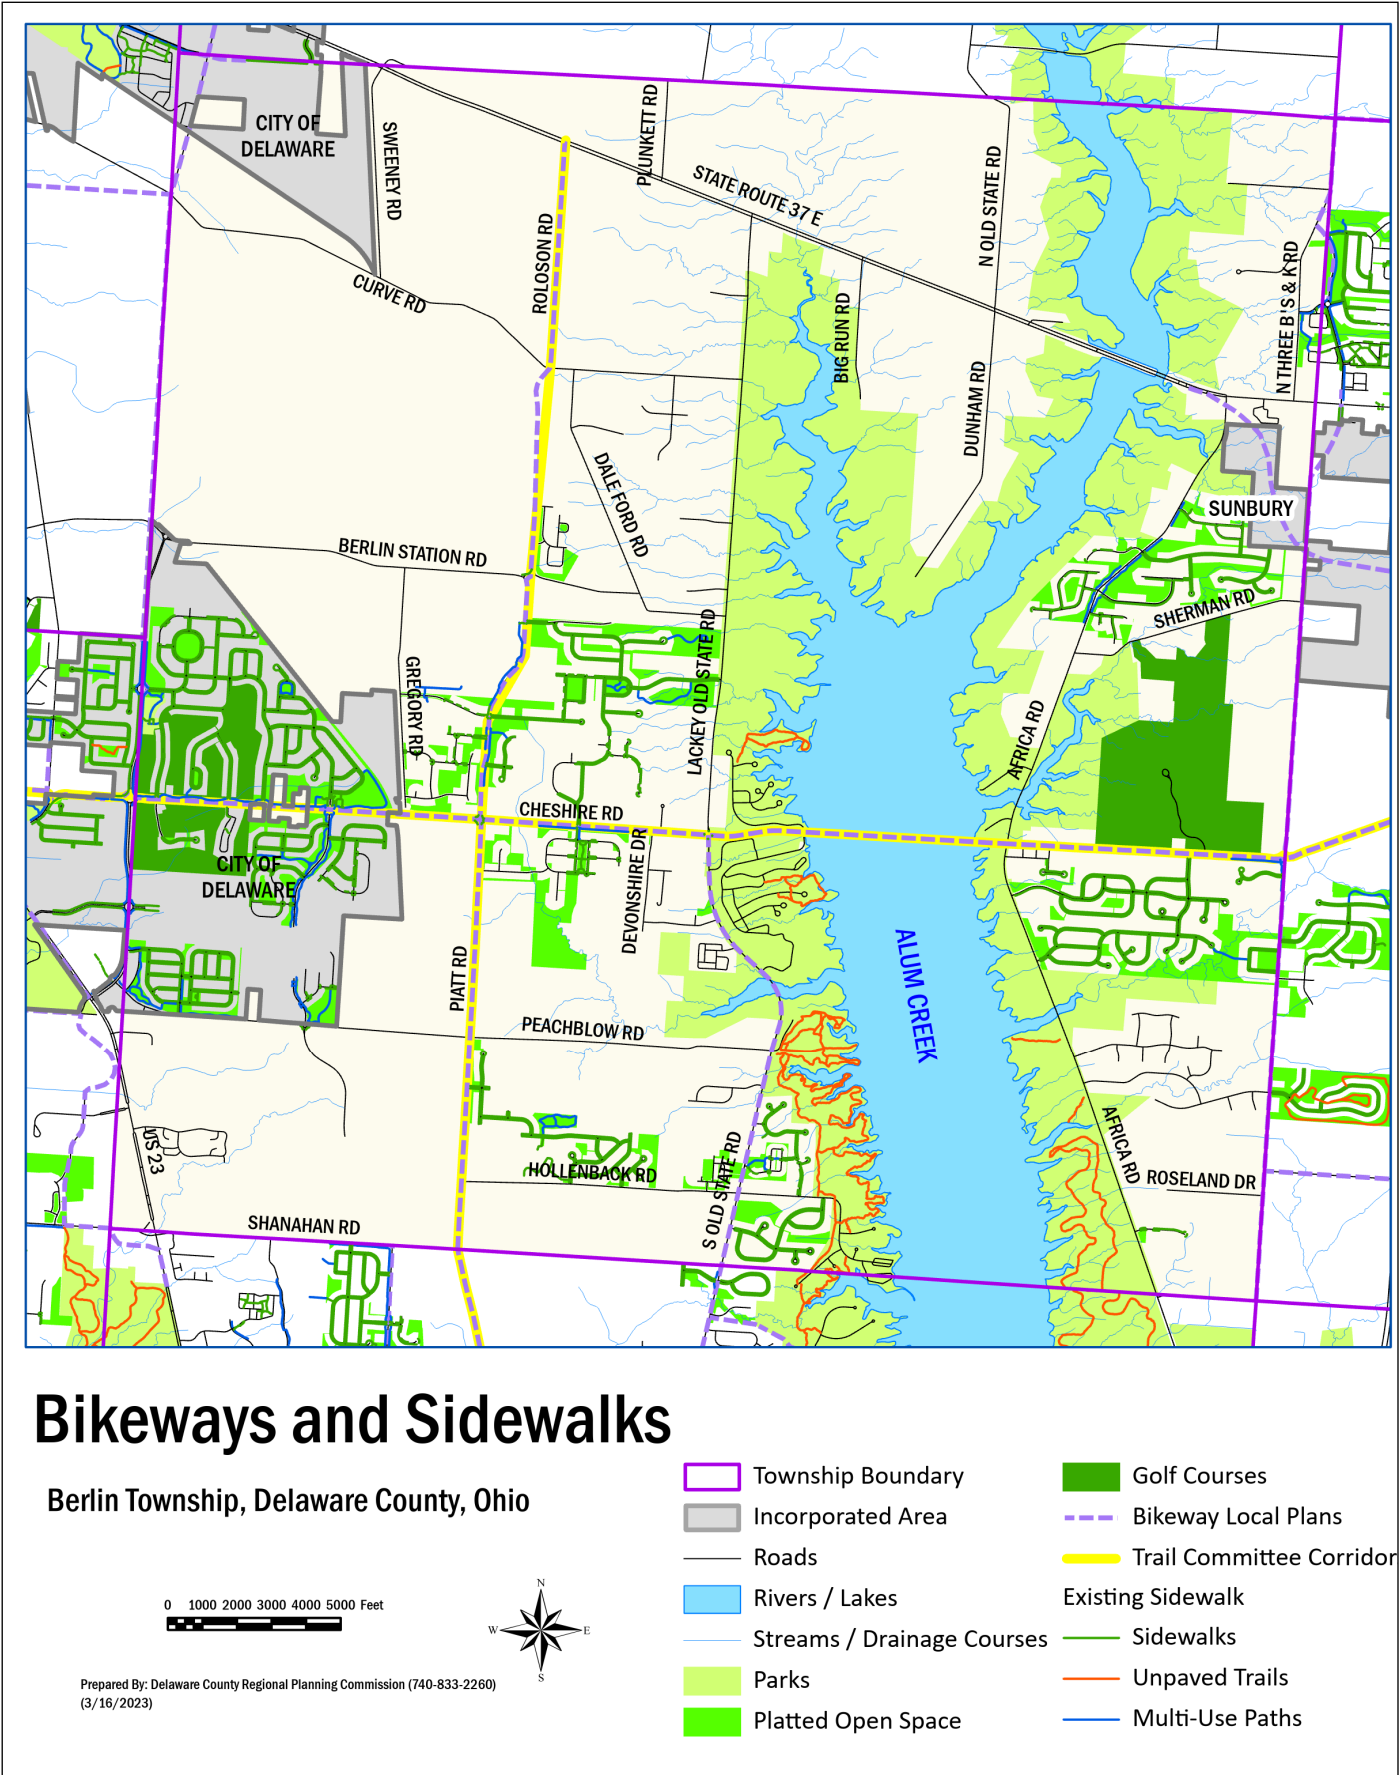 CITY OF
DELAWARE
SWEENEY RD
PLUNKETT RD
STATE ROUTE 37 E
N OLD STATE RD
ROLOSON RD
CURVE RD
BIG RUN RD
N THREE B'S & K RD
DUNHAM RD
DALE FORD RD
SUNBURY
BERLIN STATION RD
SHERMAN RD
GREGORY RD
LACKEY OLD STATE RD
AFRICA RD
CHESHIRE RD
CITY OF
DELAWARE
DEVONSHIRE DR
ALUM CREEK
PIATT RD
PEACHBLOW RD
US 23
HOLLENBACK RD
S OLD STATE RD
AFRICA RD
ROSELAND DR
SHANAHAN RD
Bikeways and Sidewalks
Berlin Township, Delaware County, Ohio
0 1000 2000 3000 4000 5000 Feet
N
W E
S
Prepared By: Delaware County Regional Planning Commission (740-833-2260)
(3/16/2023)
Township Boundary
Incorporated Area
Roads
Rivers / Lakes
Streams / Drainage Courses
Parks
Platted Open Space
Golf Courses
Bikeway Local Plans
Trail Committee Corridor
Existing Sidewalk
Sidewalks
Unpaved Trails
Multi-Use Paths